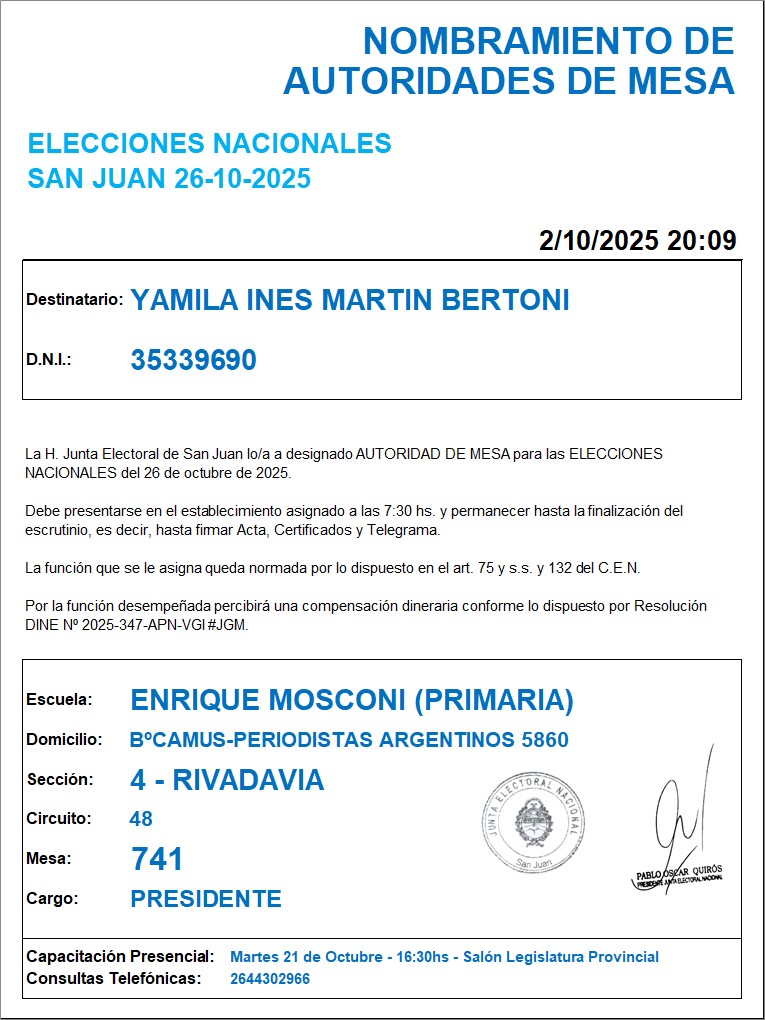 NOMBRAMIENTO DE
AUTORIDADES DE MESA
ELECCIONES NACIONALES
SAN JUAN 26-10-2025
2/10/2025 20:09
Destinatario: YAMILA INES MARTIN BERTONI
D.N.I.: 35339690
La H. Junta Electoral de San Juan lo/a a designado AUTORIDAD DE MESA para las ELECCIONES
NACIONALES del 26 de octubre de 2025.
Debe presentarse en el establecimiento asignado a las 7:30 hs. y permanecer hasta la finalización del
escrutinio, es decir, hasta firmar Acta, Certificados y Telegrama.
La función que se le asigna queda normada por lo dispuesto en el art. 75 y s.s. y 132 del C.E.N.
Por la función desempeñada percibirá una compensación dineraria conforme lo dispuesto por Resolución
DINE Nº 2025-347-APN-VGI#JGM.
Escuela: ENRIQUE MOSCONI (PRIMARIA)
Domicilio: BºCAMUS-PERIODISTAS ARGENTINOS 5860
Sección: 4 - RIVADAVIA
Circuito: 48
Mesa: 741
Cargo: PRESIDENTE
JUNTA ELECTORAL NACIONAL
San Juan
PABLO OSCAR QUIRÓS
PRESIDENTE JUNTA ELECTORAL NACIONAL
Capacitación Presencial: Martes 21 de Octubre - 16:30hs - Salón Legislatura Provincial
Consultas Telefónicas: 2644302966